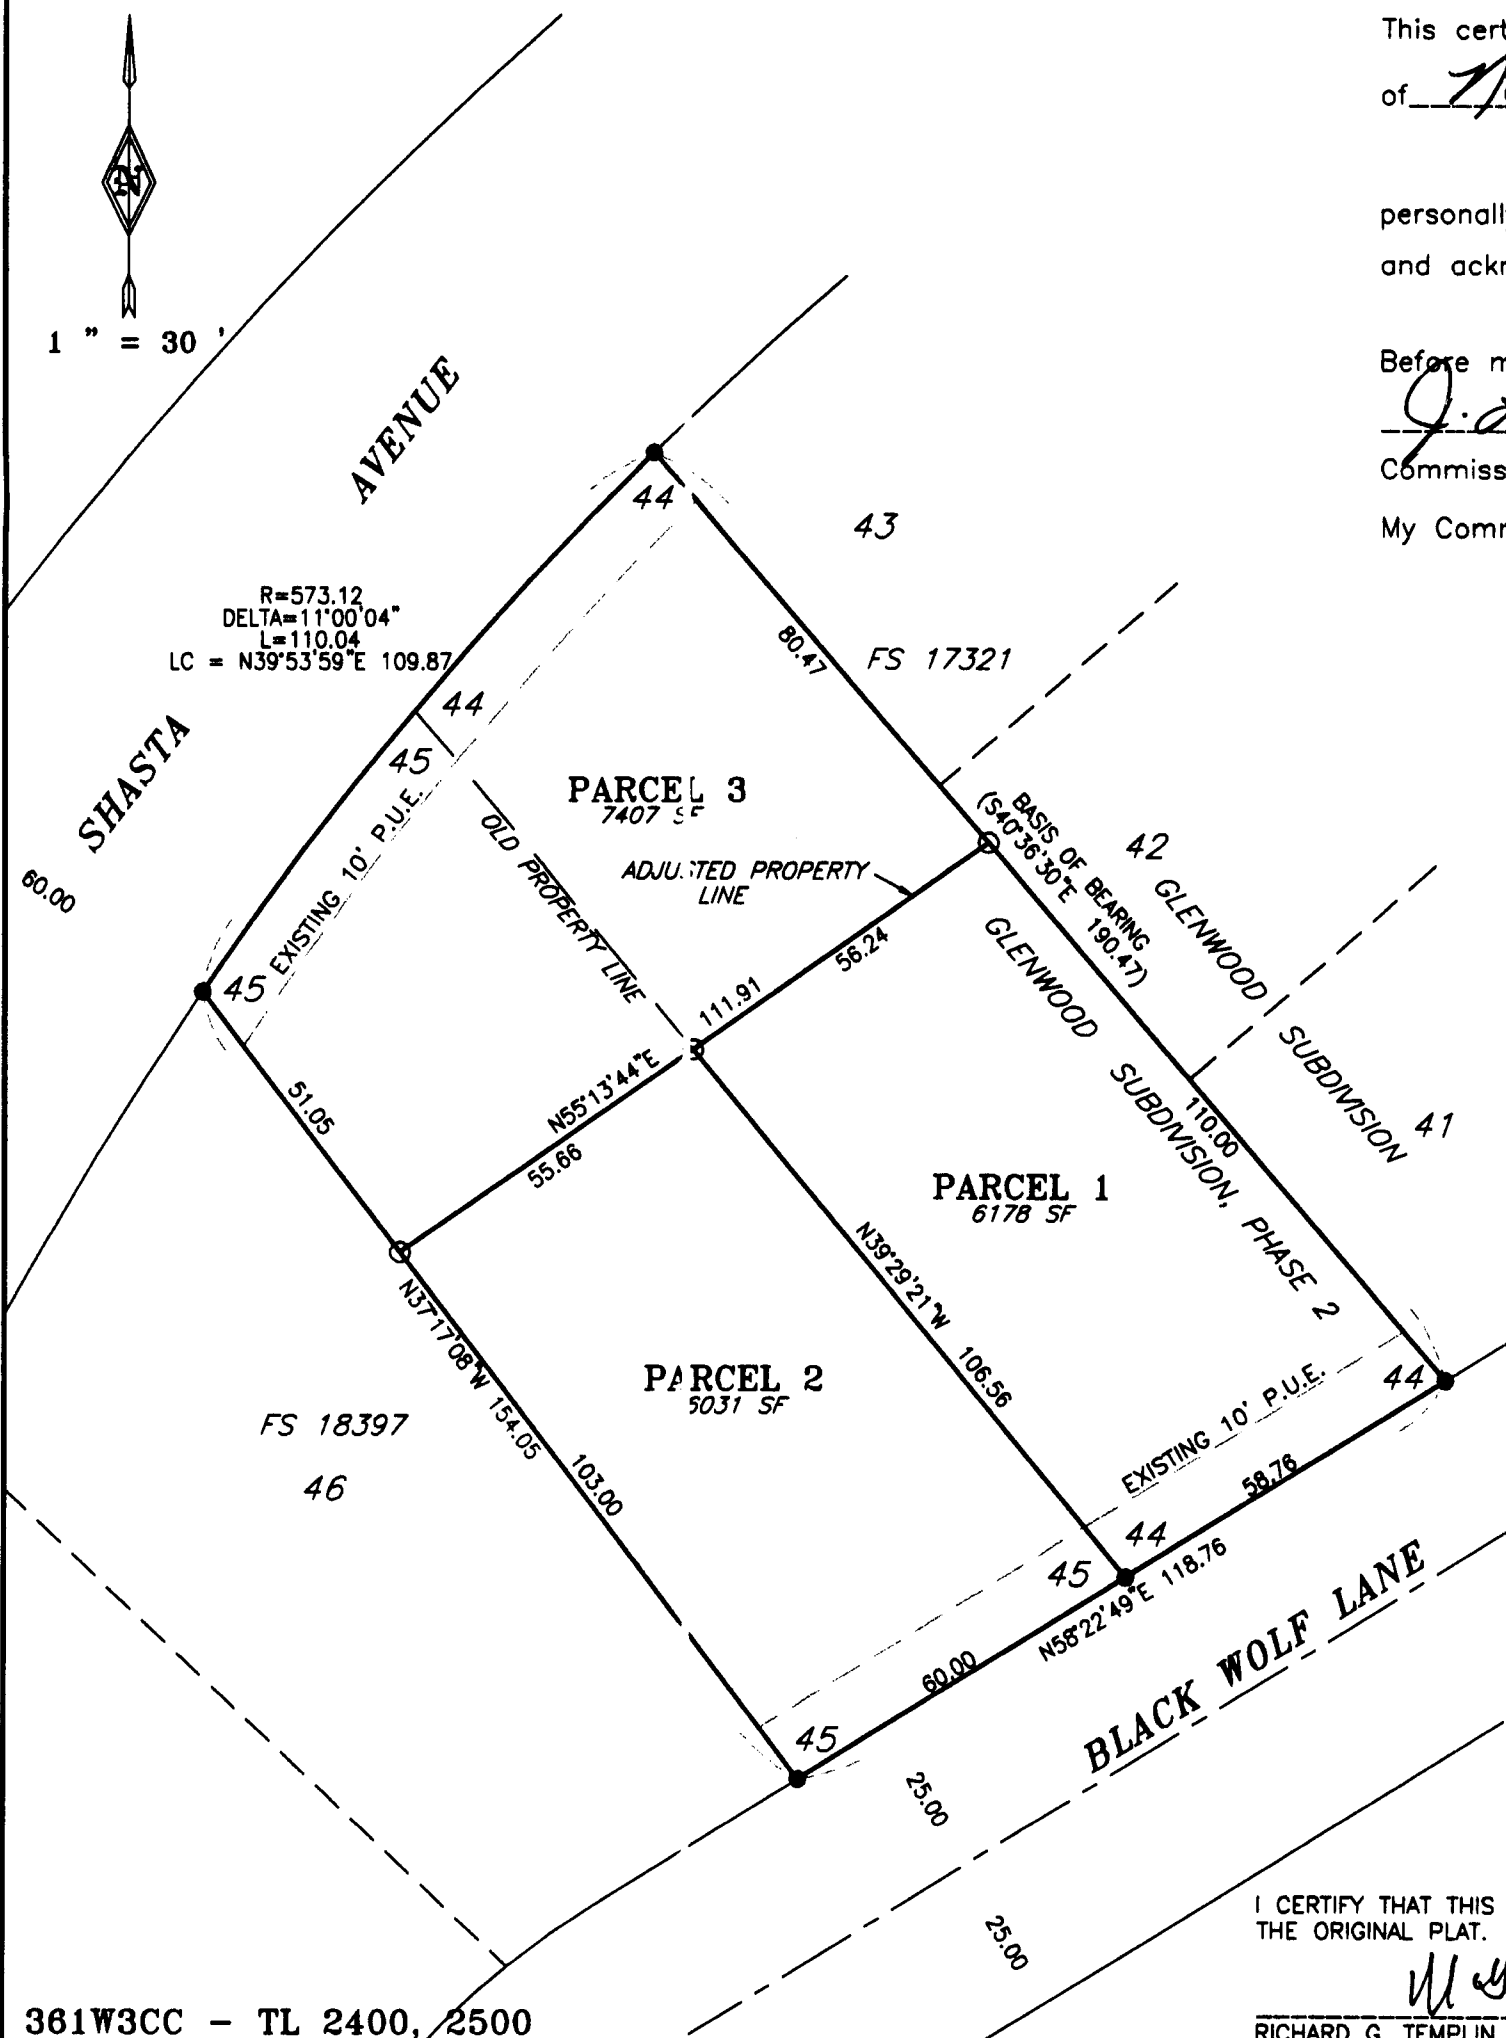 This cert
of
personall
and ackn
Before m
J.
Commiss
My Comm
N
1 " = 30 '
SHASTA AVENUE
60.00
R=573.12
DELTA=11°00'04"
L=110.04
LC = N39°53'59"E 109.87
44
43
80.47
FS 17321
44
45
EXISTING 10' P.U.E.
45
PARCEL 3
7407 SF
OLD PROPERTY LINE
ADJUSTED PROPERTY
LINE
BASIS OF BEARING
(S40°36'30"E 190.47)
42
GLENWOOD SUBDIVISION
GLENWOOD SUBDIVISION, PHASE 2
41
56.24
111.91
N55°13'44"E
55.66
51.05
110.00
PARCEL 1
6178 SF
N39°29'21"W 106.56
N37°17'08"W 154.05
103.00
PARCEL 2
6031 SF
FS 18397
46
EXISTING 10' P.U.E.
44
58.76
44
45
N58°22'49"E 118.76
60.00
45
BLACK WOLF LANE
25.00
25.00
I CERTIFY THAT THIS
THE ORIGINAL PLAT.
RICHARD G. TEMPLIN
361W3CC – TL 2400, 2500